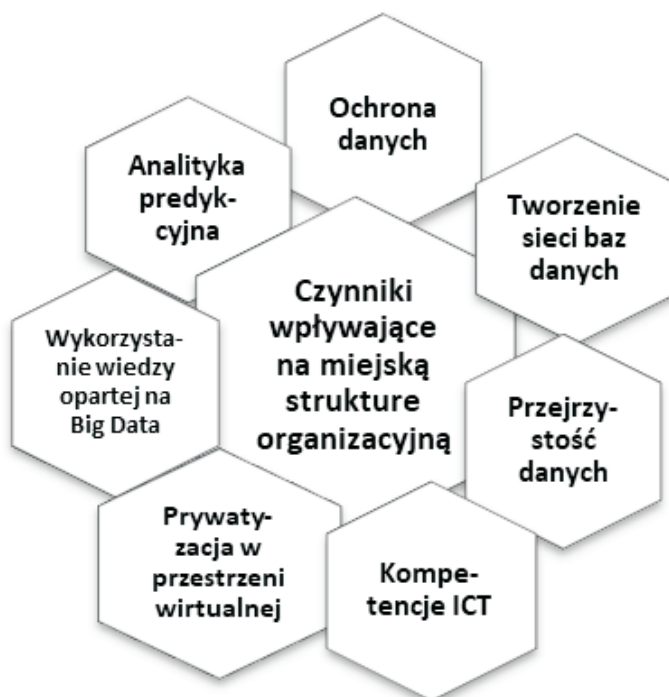 Ochrona
danych
Analityka
predyk-
cyjna
Tworzenie
sieci baz
danych
Czynniki
wpływające
na miejską
strukture
organizacyjną
Wykorzysta-
nie wiedzy
opartej na
Big Data
Przejrzy-
stość
danych
Prywaty-
zacja w
przestrzeni
wirtualnej
Kompe-
tencje ICT